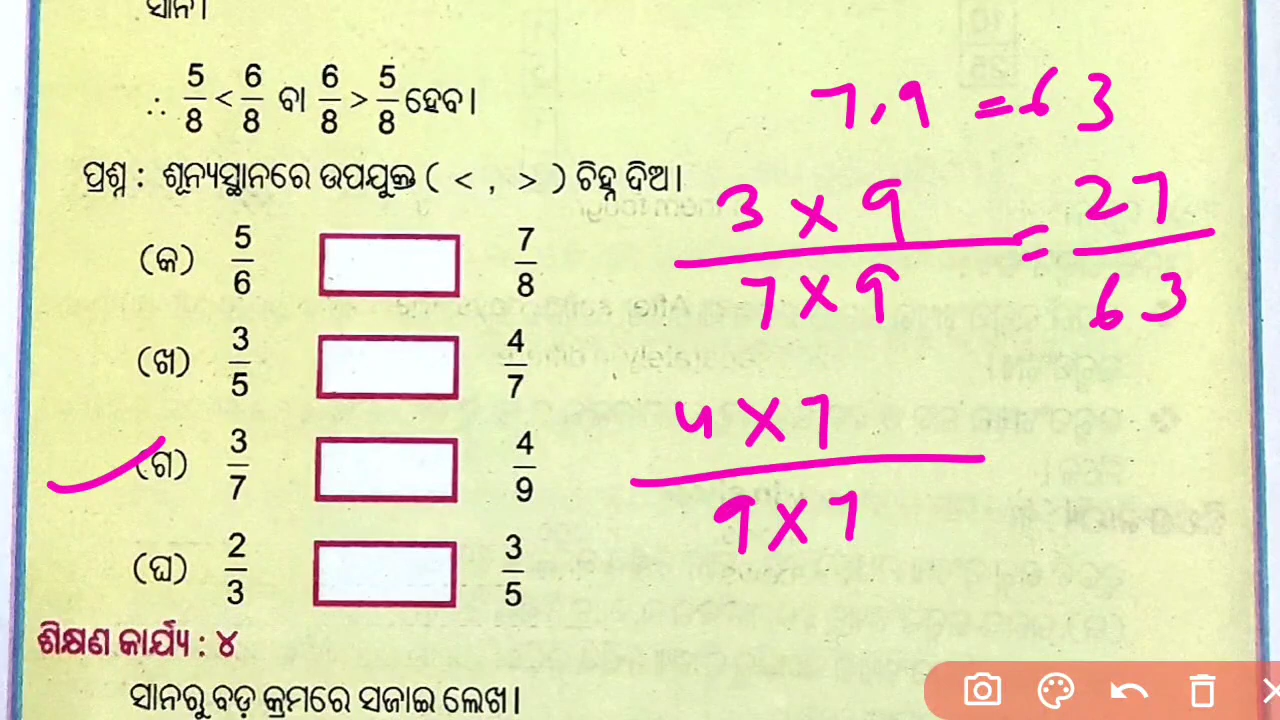 ସାନ।
∴ 5/8 < 6/8 ବା 6/8 > 5/8 ହେବ।
ପ୍ରଶ୍ନ : ଶୂନ୍ୟସ୍ଥାନରେ ଉପଯୁକ୍ତ ( < , > ) ଚିହ୍ନ ଦିଅ।
(କ) 5/6 7/8
(ଖ) 3/5 4/7
(ଗ) 3/7 4/9
(ଘ) 2/3 3/5
ଶିକ୍ଷଣ କାର୍ଯ୍ୟ : ୪
ସାନରୁ ବଡ଼ କ୍ରମରେ ସଜାଇ ଲେଖ।
7,9 = 63
3 × 9 / 7 × 9 = 27/63
4 × 7 / 9 × 7